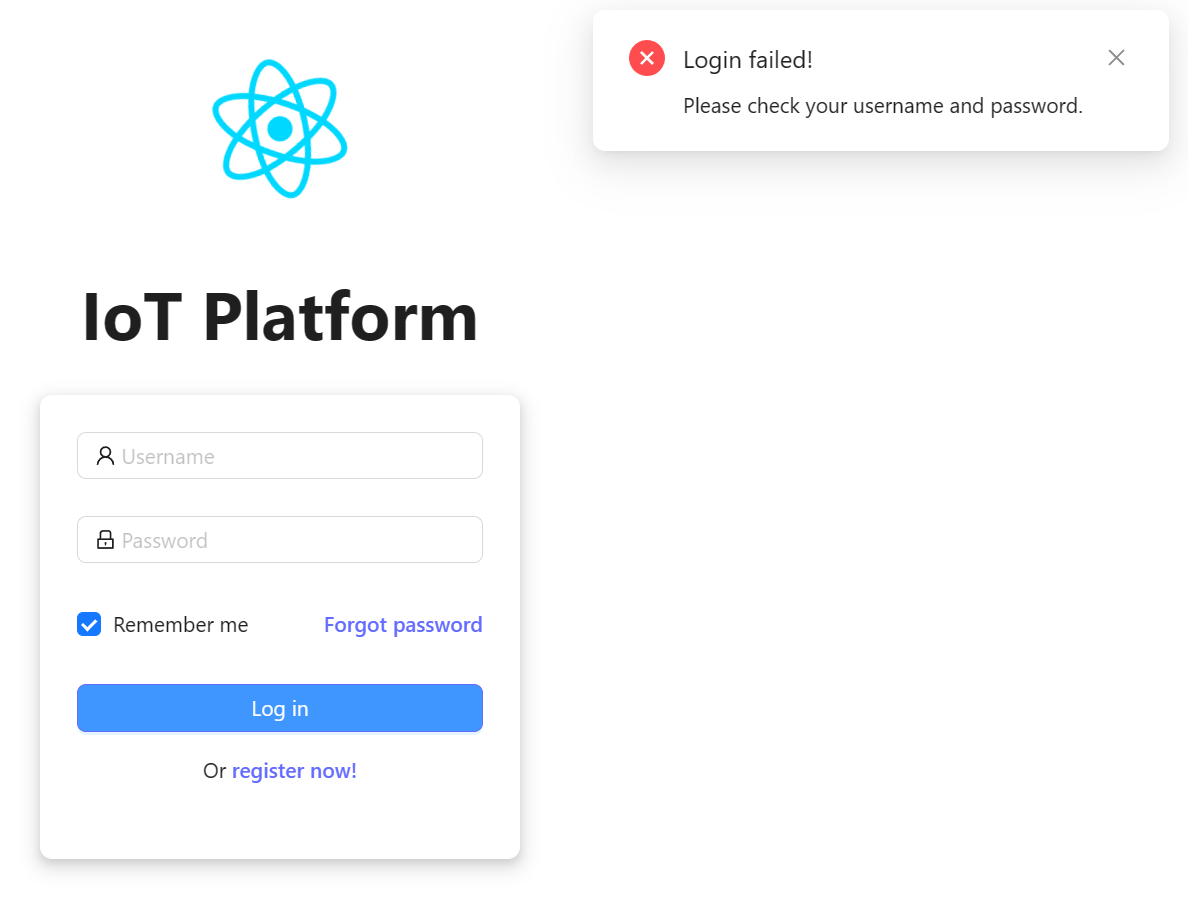 Login failed!
Please check your username and password.
IoT Platform
Username
Password
Remember me
Forgot password
Log in
Or register now!